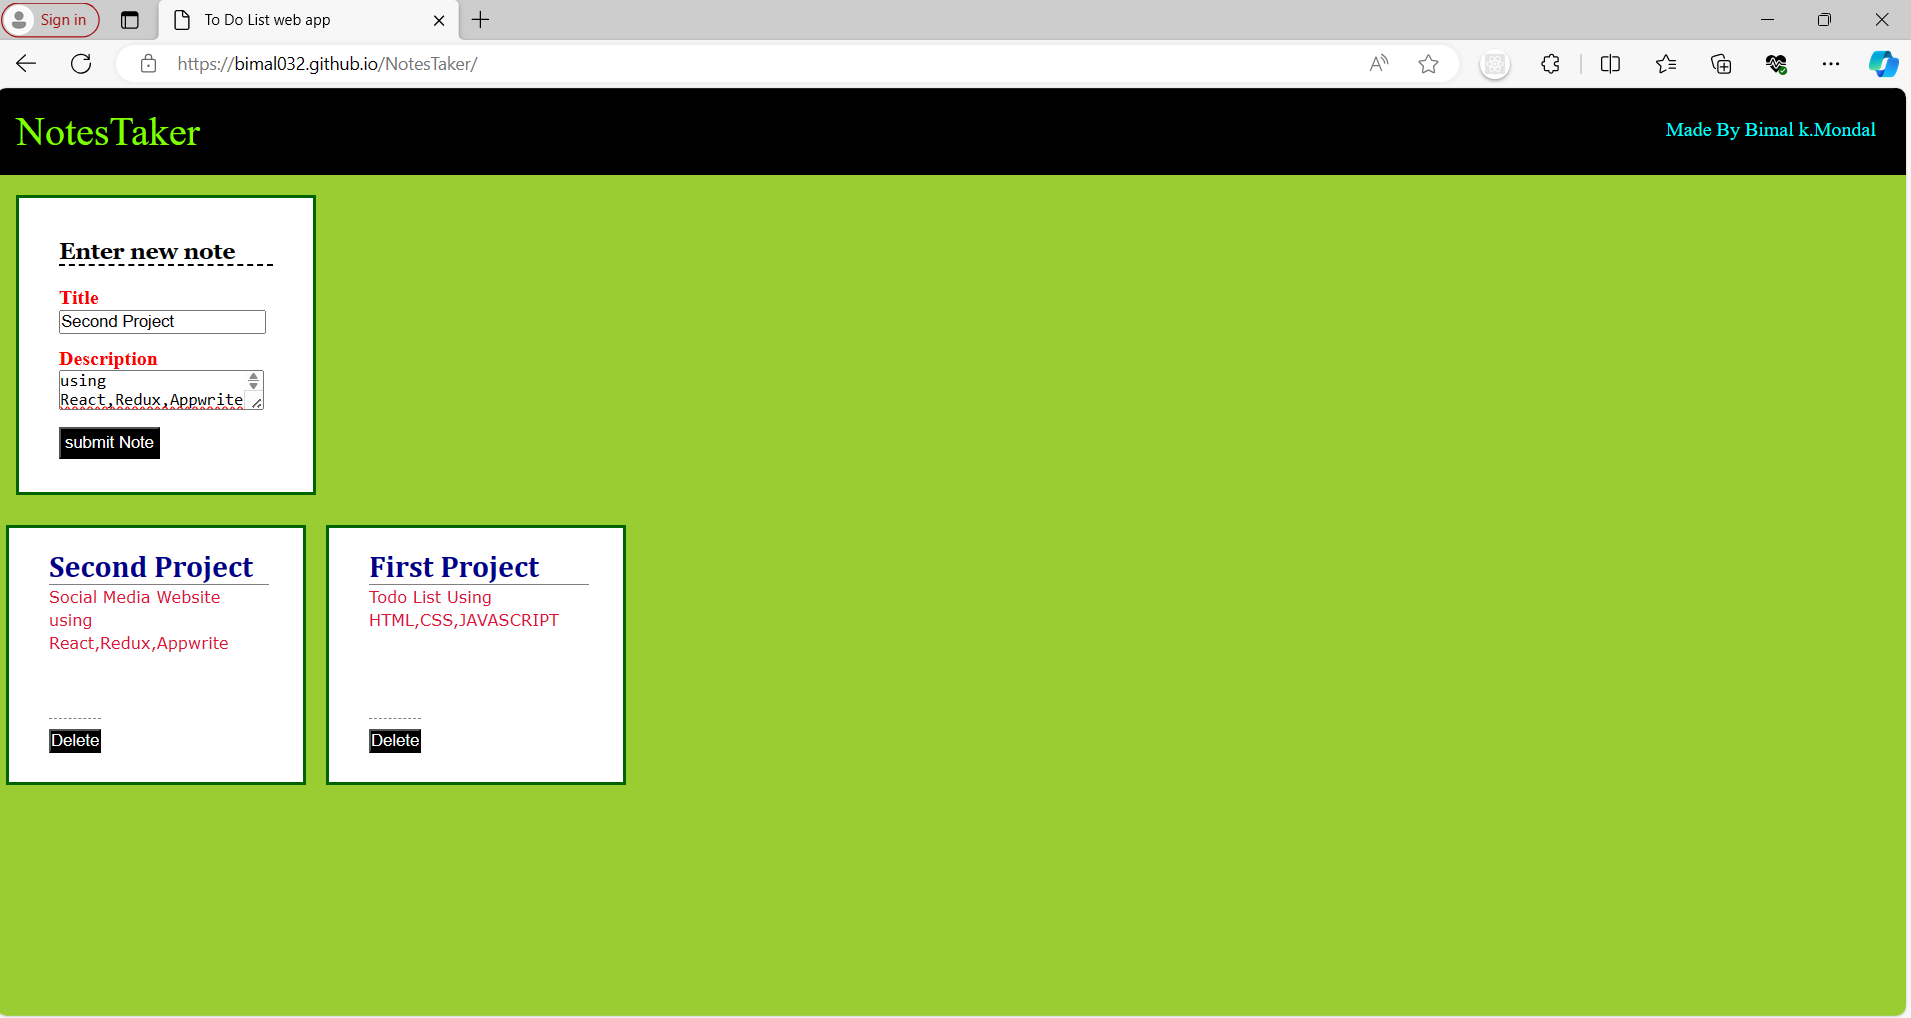 Sign in
To Do List web app
https://bimal032.github.io/NotesTaker/
NotesTaker
Made By Bimal k.Mondal
Enter new note
Title
Second Project
Description
using
React,Redux,Appwrite
submit Note
Second Project
Social Media Website
using
React,Redux,Appwrite
Delete
First Project
Todo List Using
HTML,CSS,JAVASCRIPT
Delete